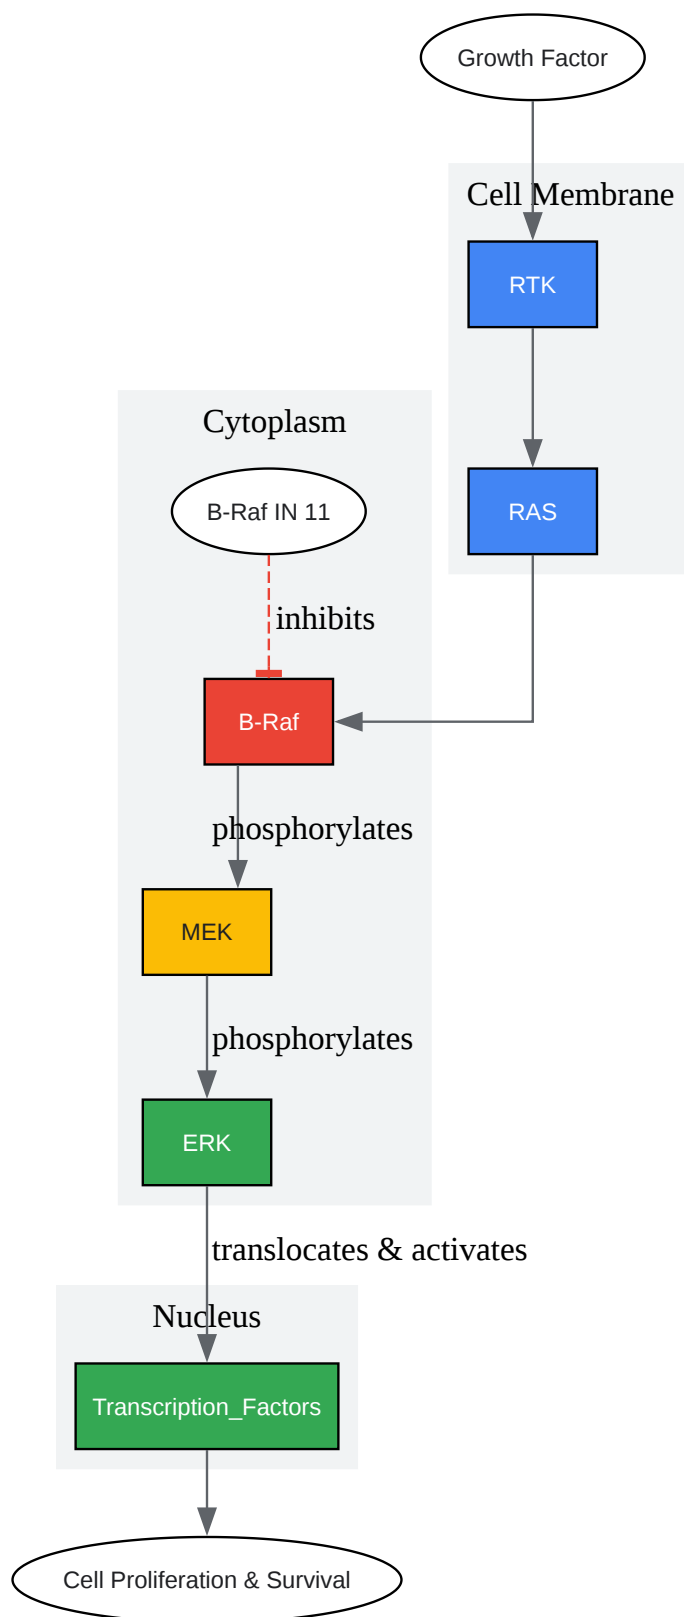 Growth Factor
Cell Membrane
RTK
Cytoplasm
B-Raf IN 11
RAS
inhibits
B-Raf
phosphorylates
MEK
phosphorylates
ERK
translocates & activates
Nucleus
Transcription_Factors
Cell Proliferation & Survival